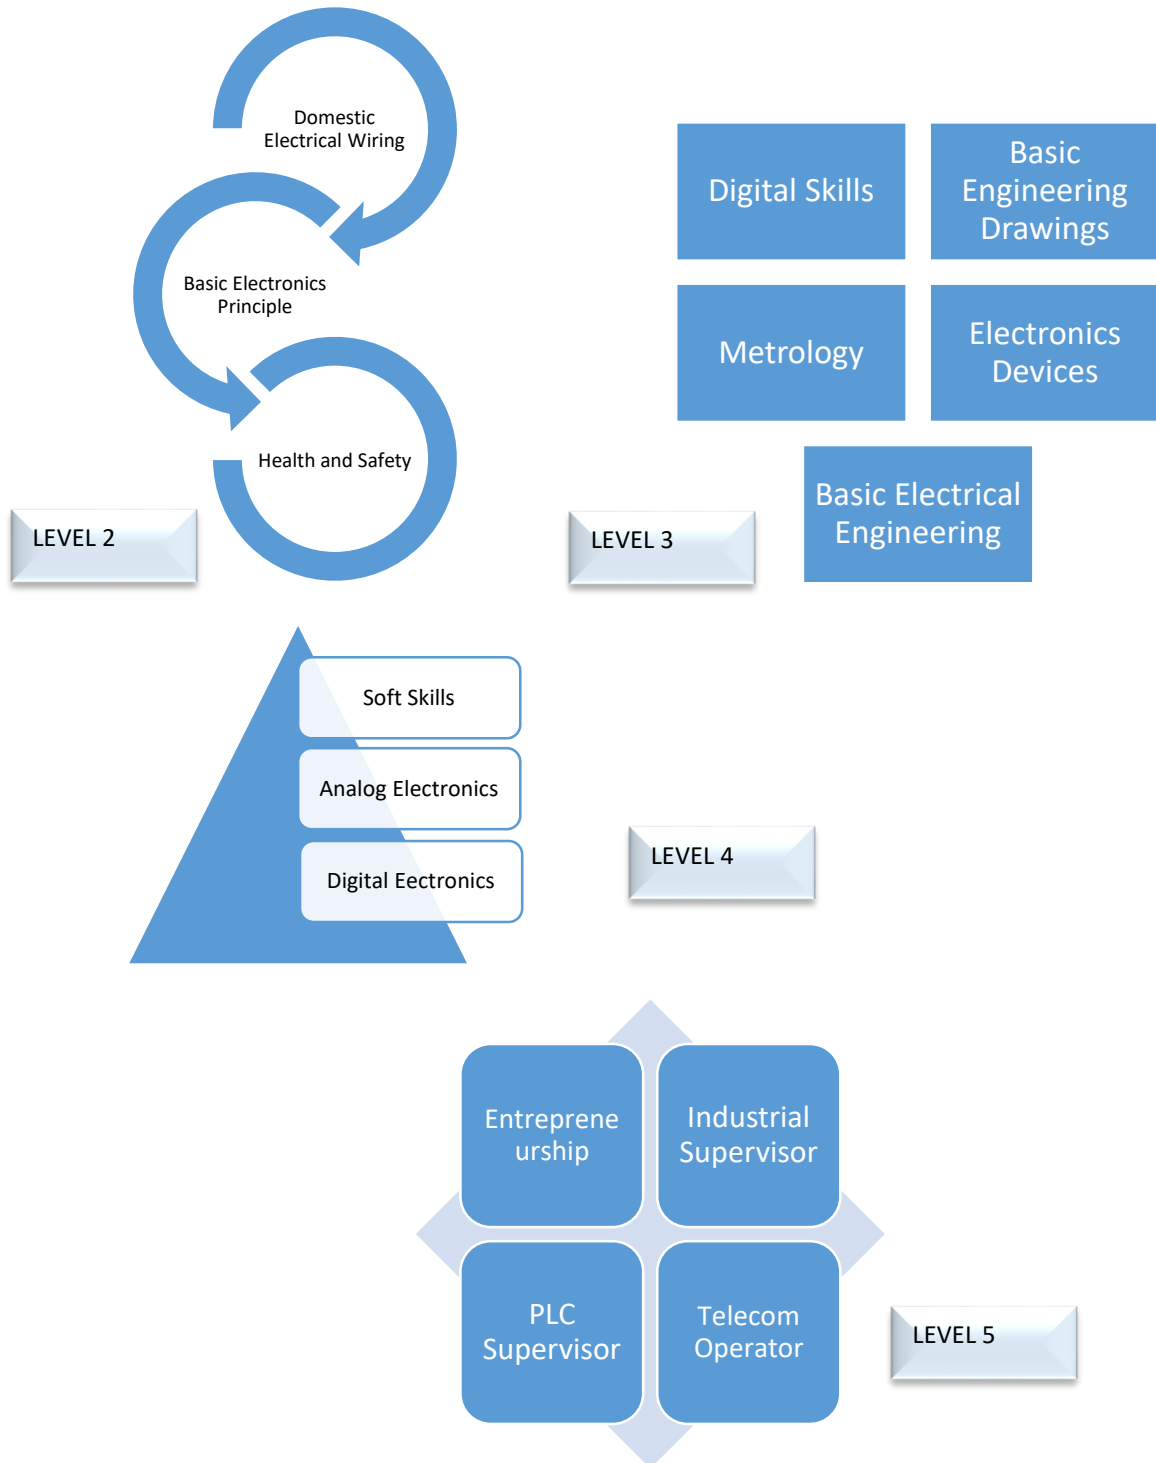 Domestic
Electrical Wiring
Basic Electronics
Principle
Health and Safety
LEVEL 2
Digital Skills
Basic
Engineering
Drawings
Metrology
Electronics
Devices
Basic Electrical
Engineering
LEVEL 3
Soft Skills
Analog Electronics
Digital Eectronics
LEVEL 4
Entreprene
urship
Industrial
Supervisor
PLC
Supervisor
Telecom
Operator
LEVEL 5